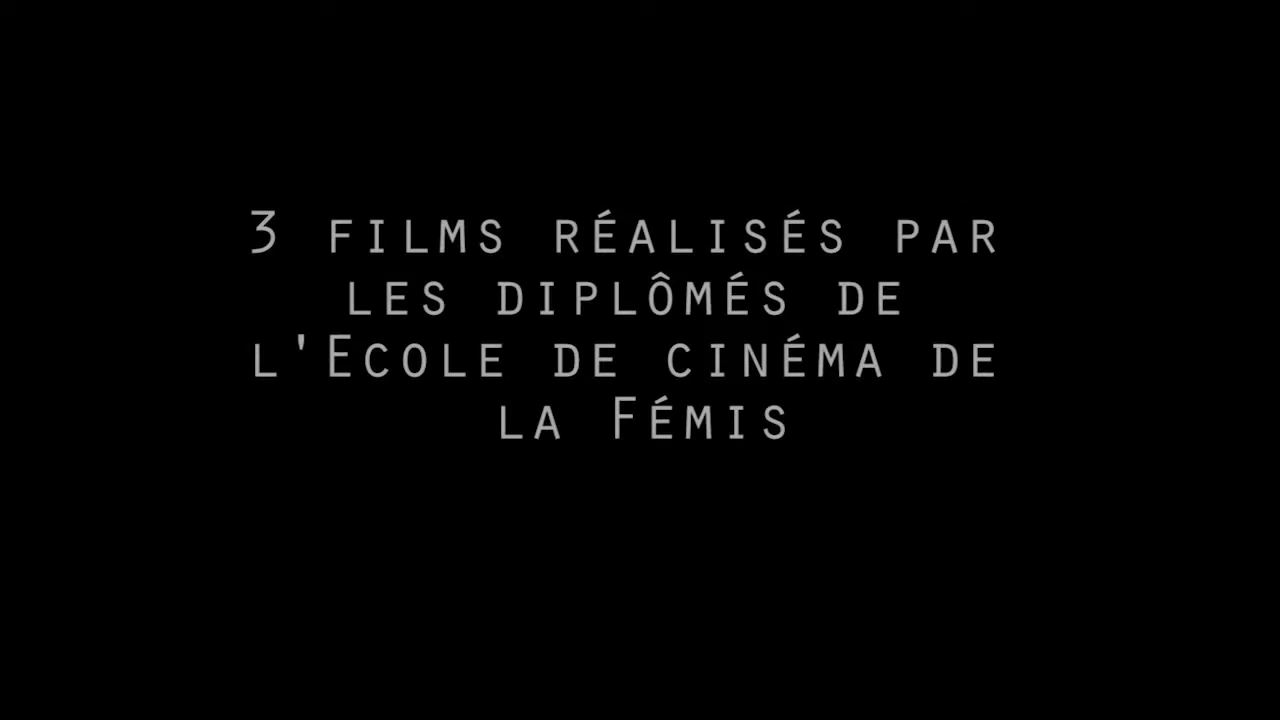 3 films réalisés par
les diplômés de
l'Ecole de cinéma de
la Fémis